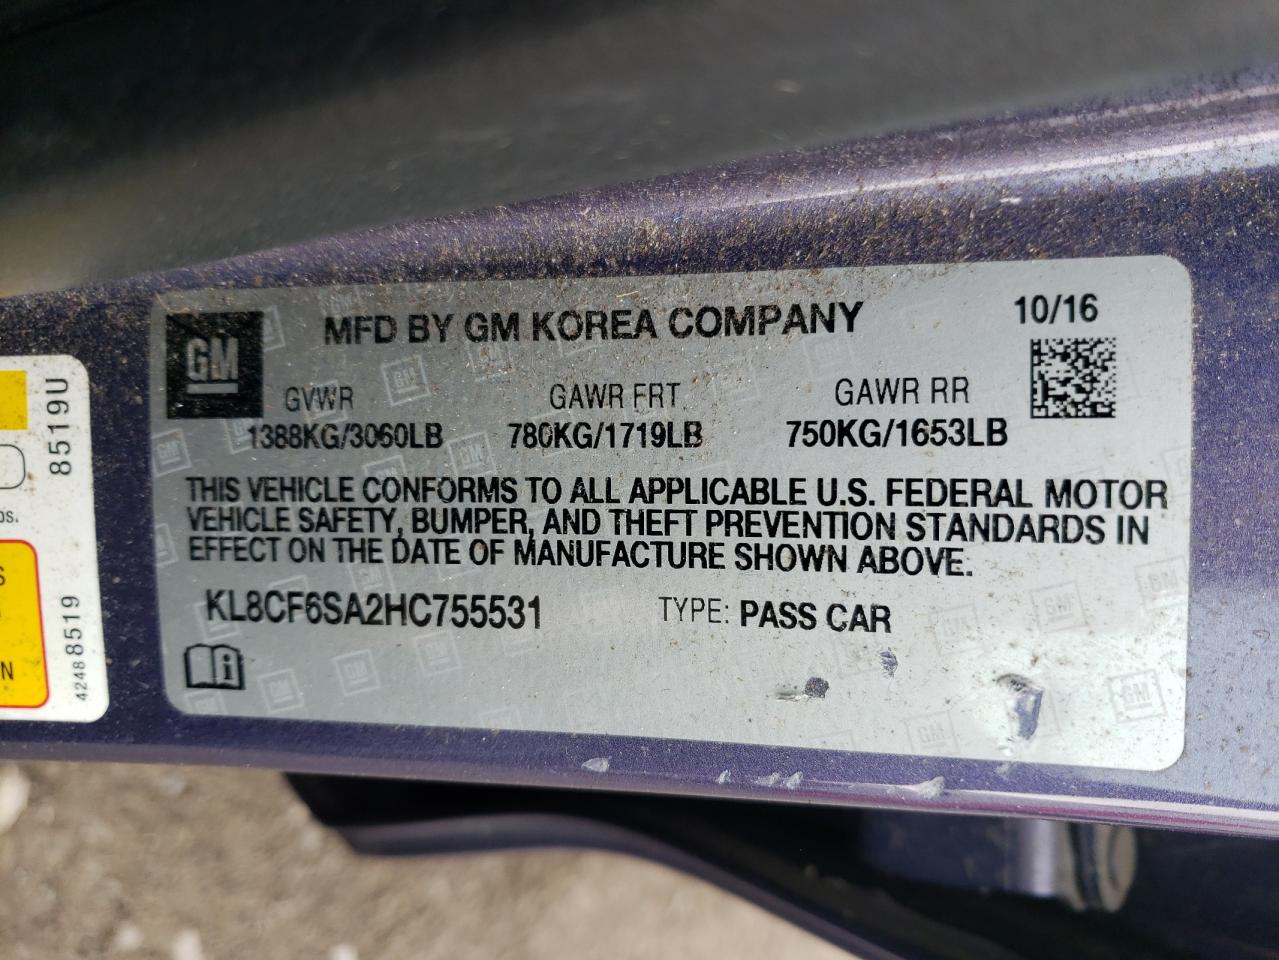 GM
MFD BY GM KOREA COMPANY
10/16
GVWR
1388KG/3060LB
GAWR FRT
780KG/1719LB
GAWR RR
750KG/1653LB
THIS VEHICLE CONFORMS TO ALL APPLICABLE U.S. FEDERAL MOTOR
VEHICLE SAFETY, BUMPER, AND THEFT PREVENTION STANDARDS IN
EFFECT ON THE DATE OF MANUFACTURE SHOWN ABOVE.
KL8CF6SA2HC755531
TYPE: PASS CAR
8519U
42488519